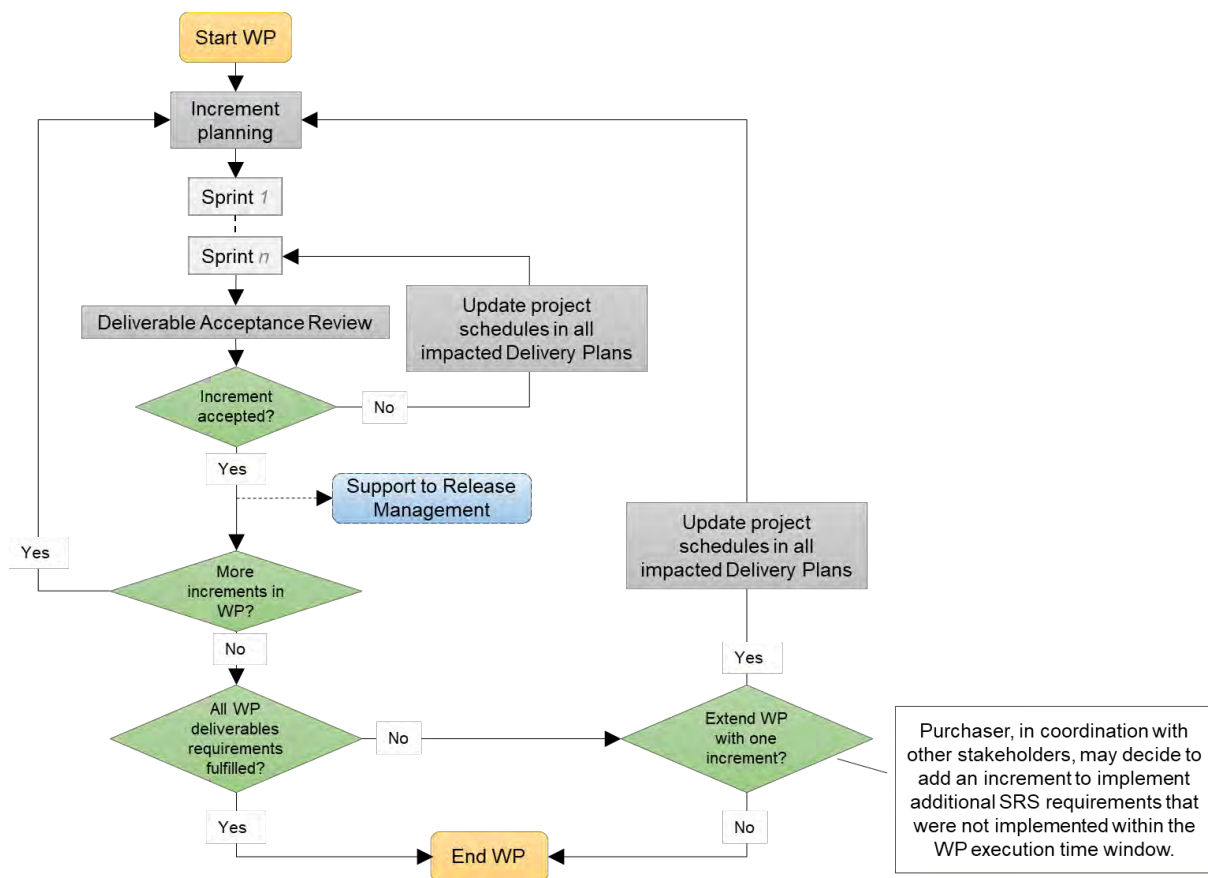 Start WP
Increment
planning
Sprint 1
Sprint n
Deliverable Acceptance Review
Update project
schedules in all
impacted Delivery Plans
Increment
accepted?
No
Yes
Support to Release
Management
Update project
schedules in all
impacted Delivery Plans
Yes
More
increments in
WP?
No
Yes
All WP
deliverables
requirements
fulfilled?
No
Extend WP
with one
increment?
Purchaser, in coordination with
other stakeholders, may decide to
add an increment to implement
additional SRS requirements that
were not implemented within the
WP execution time window.
Yes
No
End WP